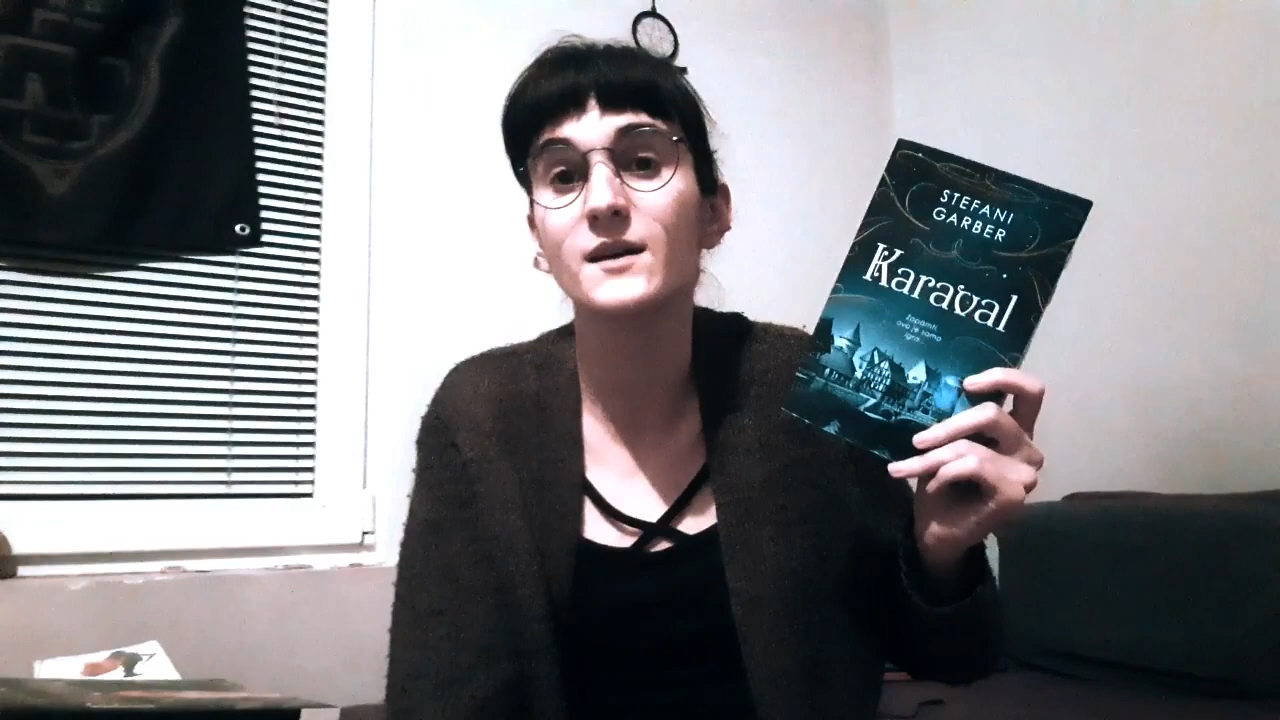 STEFANI
GARBER
Karaval
Zapamti,
ovo je samo
igra...